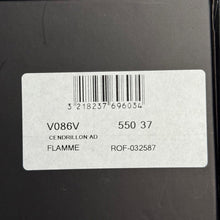 3 218237 696034
V086V 550 37
CENDRILLON AD
FLAMME ROF-032587